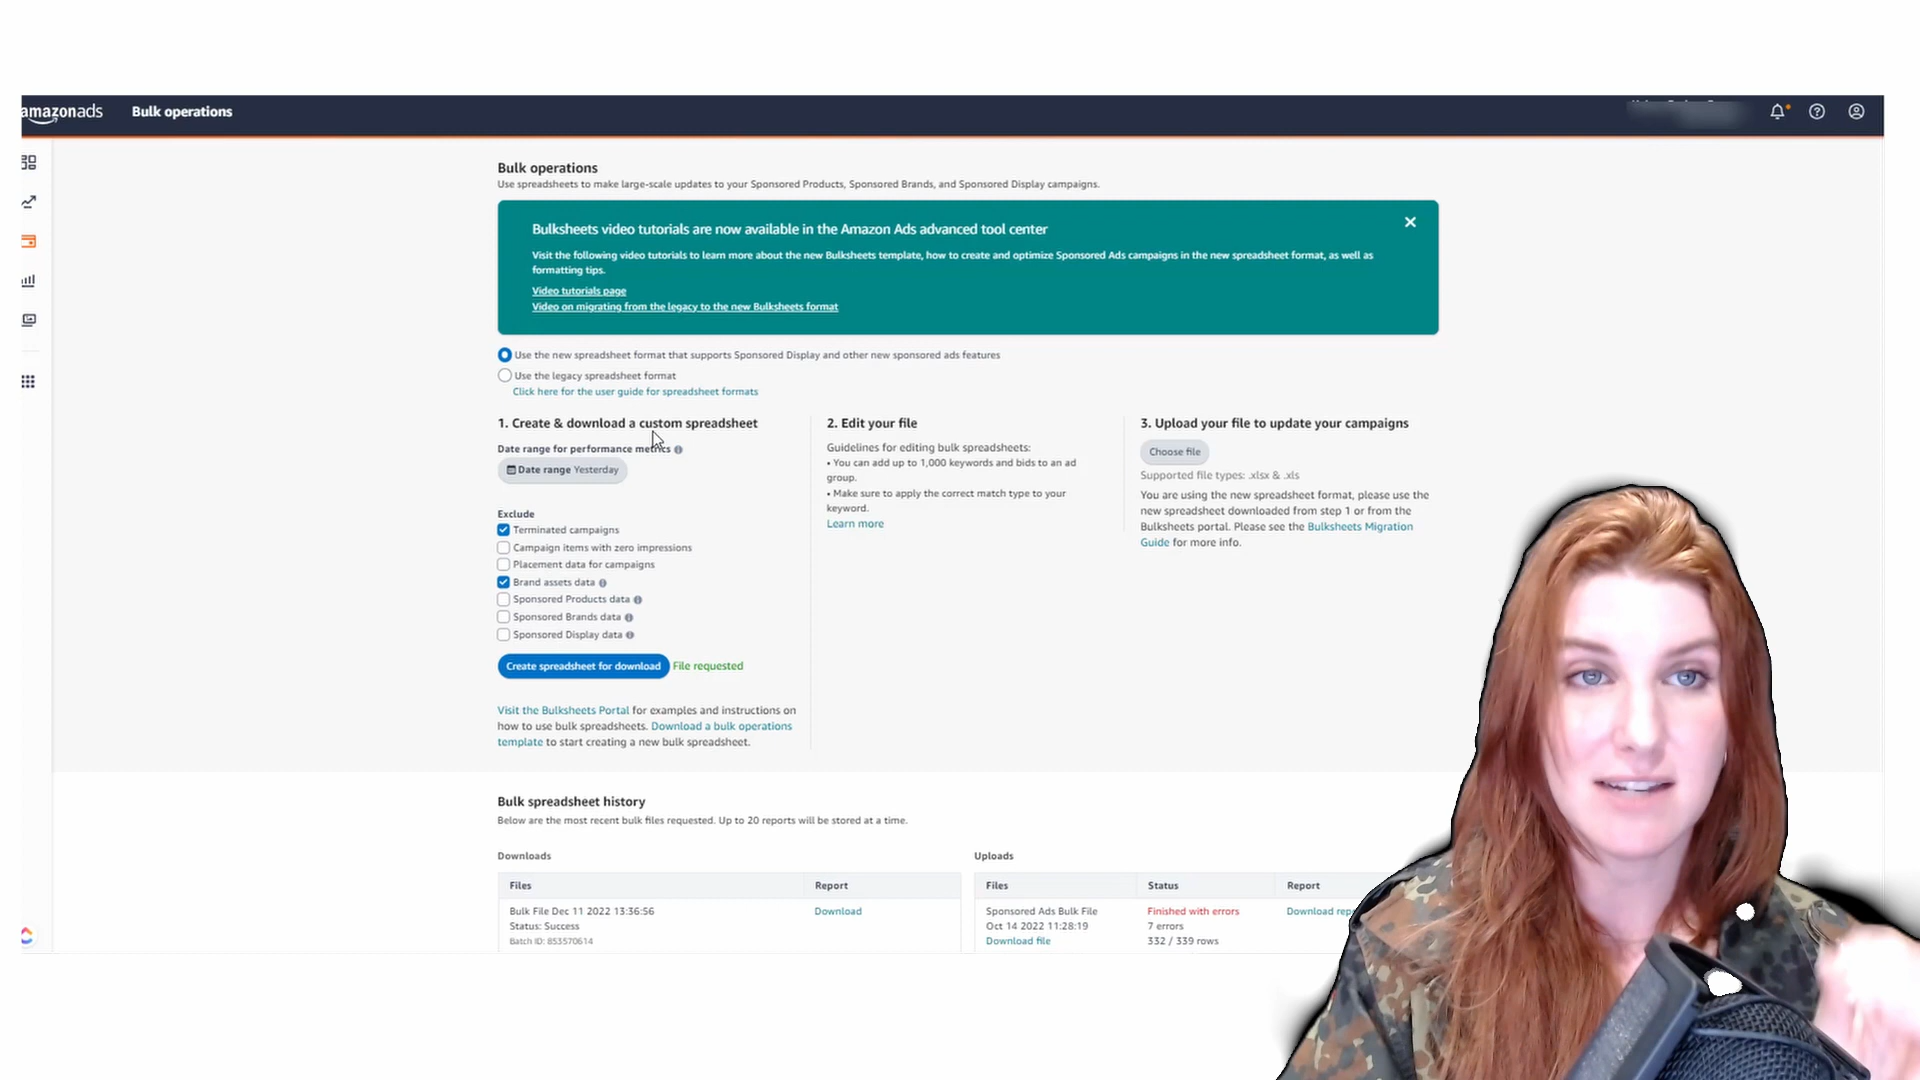 amazonads
Bulk operations
Bulk operations
Use spreadsheets to make large-scale updates to your Sponsored Products, Sponsored Brands, and Sponsored Display campaigns.
Bulksheets video tutorials are now available in the Amazon Ads advanced tool center
Visit the following video tutorials to learn more about the new Bulksheets template, how to create and optimize Sponsored Ads campaigns in the new spreadsheet format, as well as
formatting tips.
Video tutorials page
Video on migrating from the legacy to the new Bulksheets format
Use the new spreadsheet format that supports Sponsored Display and other new sponsored ads features
Use the legacy spreadsheet format
Click here for the user guide for spreadsheet formats
1. Create & download a custom spreadsheet
Date range for performance metrics
Date range Yesterday
Exclude
Terminated campaigns
Campaign items with zero impressions
Placement data for campaigns
Brand assets data
Sponsored Products data
Sponsored Brands data
Sponsored Display data
Create spreadsheet for download File requested
Visit the Bulksheets Portal for examples and instructions on
how to use bulk spreadsheets. Download a bulk operations
template to start creating a new bulk spreadsheet.
2. Edit your file
Guidelines for editing bulk spreadsheets:
• You can add up to 1,000 keywords and bids to an ad
group.
• Make sure to apply the correct match type to your
keyword.
Learn more
3. Upload your file to update your campaigns
Choose file
Supported file types: .xlsx & .xls
You are using the new spreadsheet format, please use the
new spreadsheet downloaded from step 1 or from the
Bulksheets portal. Please see the Bulksheets Migration
Guide for more info.
Bulk spreadsheet history
Below are the most recent bulk files requested. Up to 20 reports will be stored at a time.
Downloads
Files Report
Bulk File Dec 11 2022 13:36:56 Download
Status: Success
Batch ID: 853570614
Uploads
Files Status Report
Sponsored Ads Bulk File Finished with errors Download rep
Oct 14 2022 11:28:19 7 errors
Download file 332 / 339 rows